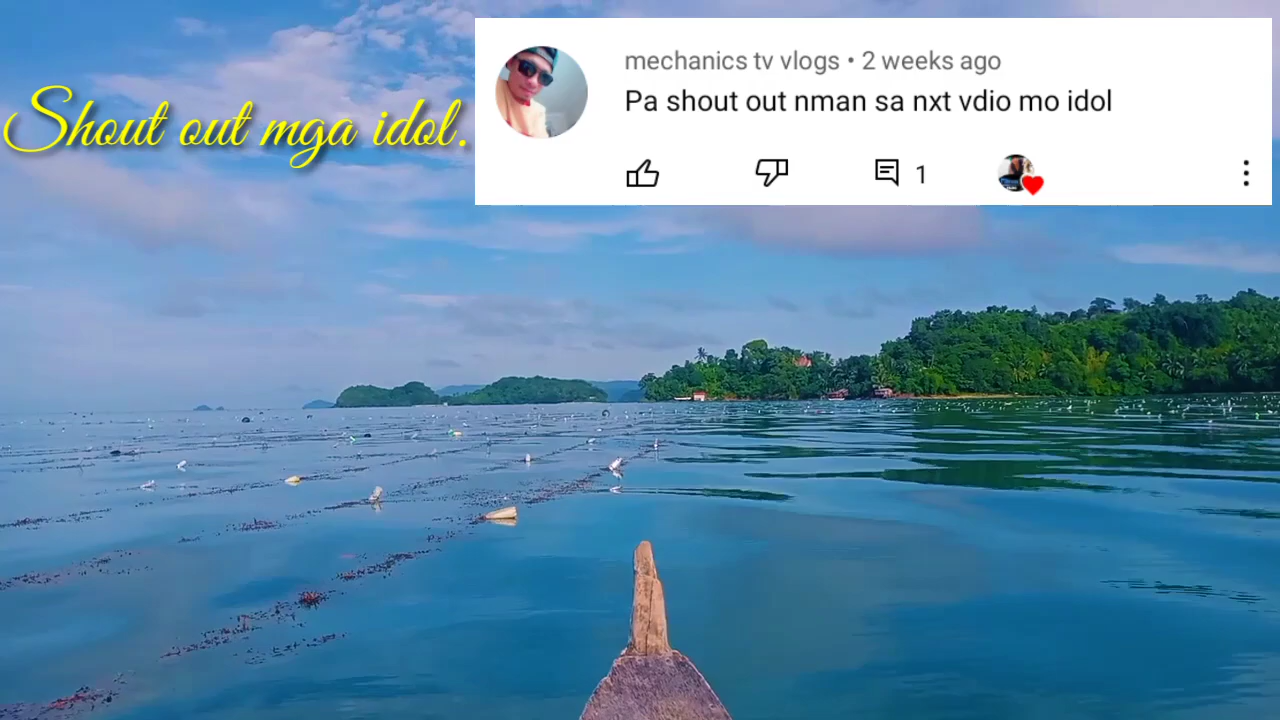 Shout out mga idol.
mechanics tv vlogs • 2 weeks ago
Pa shout out nman sa nxt vdio mo idol
1